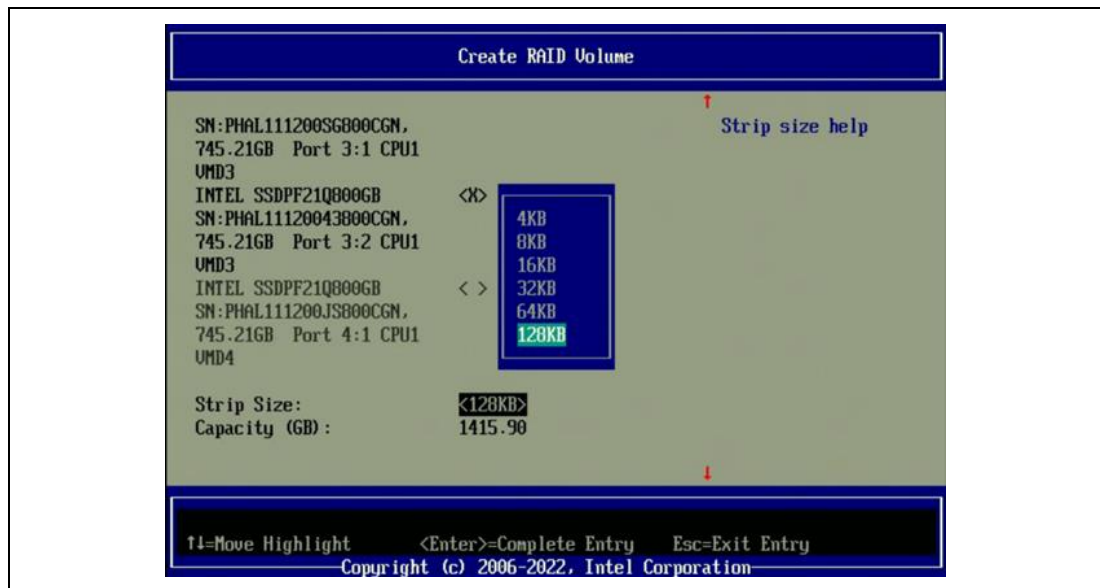 Create RAID Volume
Strip size help
SN:PHAL111200SG800CGN,
745.21GB Port 3:1 CPU1
VMD3
INTEL SSDPF21Q800GB <X>
SN:PHAL11120043800CGN,
745.21GB Port 3:2 CPU1
VMD3
INTEL SSDPF21Q800GB < >
SN:PHAL111200JS800CGN,
745.21GB Port 4:1 CPU1
VMD4
4KB
8KB
16KB
32KB
64KB
128KB
Strip Size: <128KB>
Capacity (GB): 1415.90
↑↓=Move Highlight <Enter>=Complete Entry Esc=Exit Entry
Copyright (c) 2006-2022, Intel Corporation